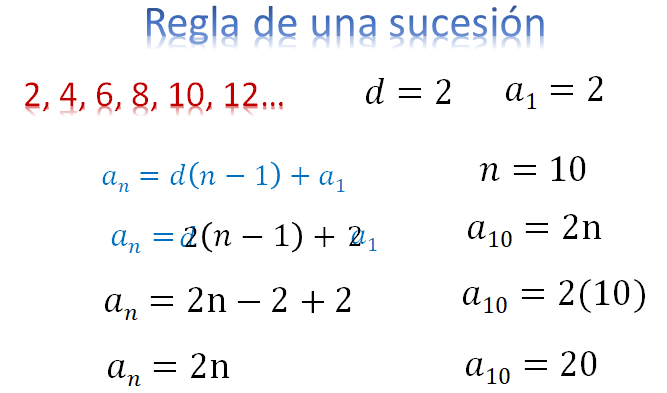 Regla de una sucesión
2, 4, 6, 8, 10, 12...
d = 2
a₁ = 2
aₙ = d(n − 1) + a₁
n = 10
aₙ = 2(n − 1) + 2
a₁₀ = 2n
aₙ = 2n − 2 + 2
a₁₀ = 2(10)
aₙ = 2n
a₁₀ = 20